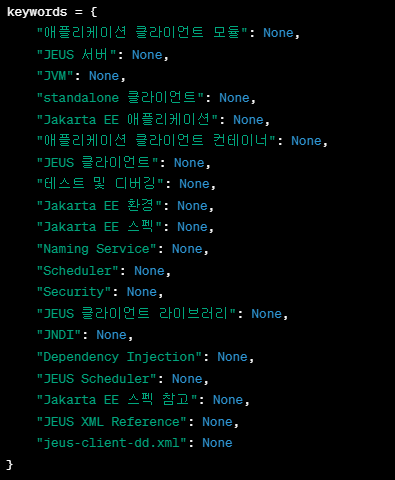 keywords = {
"애플리케이션 클라이언트 모듈": None,
"JEUS 서버": None,
"JVM": None,
"standalone 클라이언트": None,
"Jakarta EE 애플리케이션": None,
"애플리케이션 클라이언트 컨테이너": None,
"JEUS 클라이언트": None,
"테스트 및 디버깅": None,
"Jakarta EE 환경": None,
"Jakarta EE 스펙": None,
"Naming Service": None,
"Scheduler": None,
"Security": None,
"JEUS 클라이언트 라이브러리": None,
"JNDI": None,
"Dependency Injection": None,
"JEUS Scheduler": None,
"Jakarta EE 스펙 참고": None,
"JEUS XML Reference": None,
"jeus-client-dd.xml": None
}